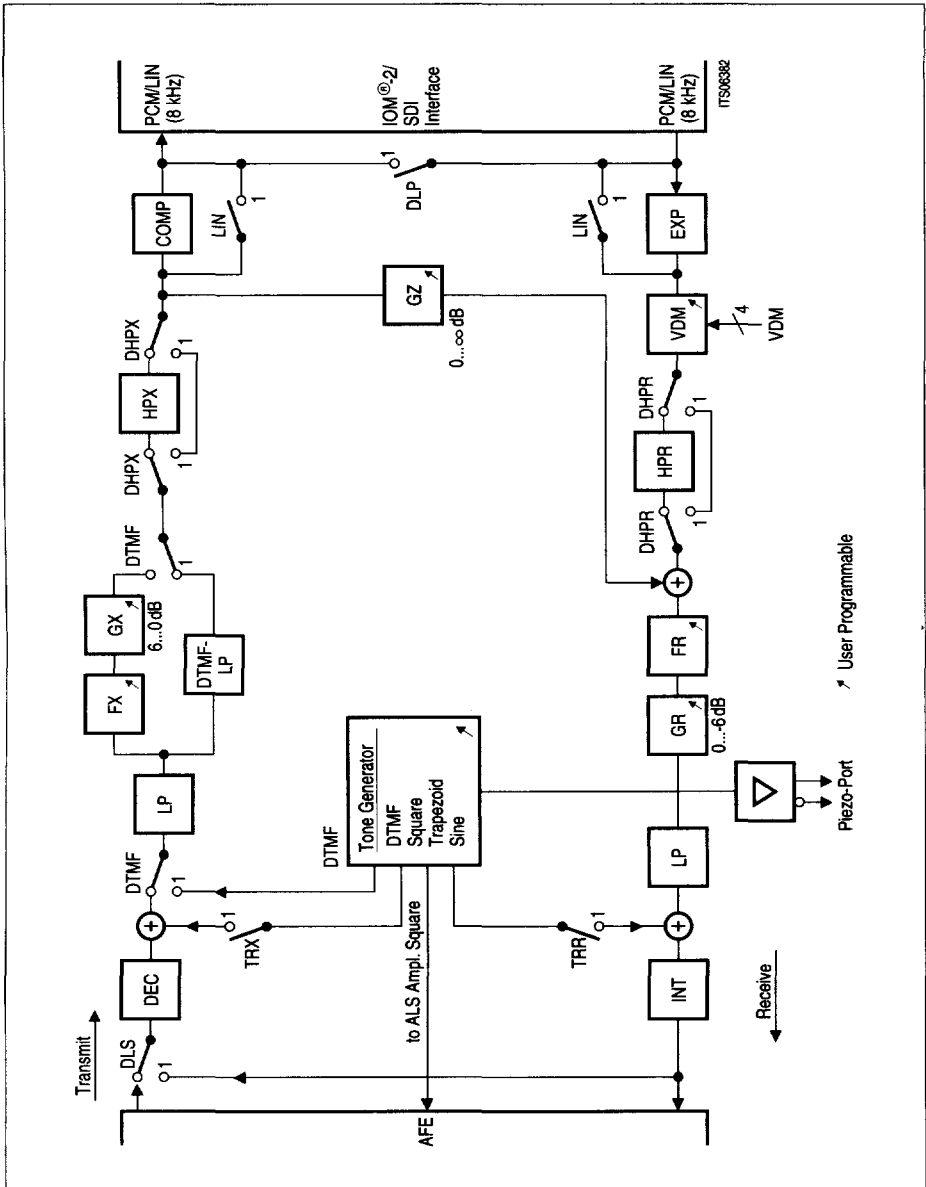 Transmit
DLS
1
DEC
TRX
1
DTMF
1
LP
FX
GX
6...0 dB
DTMF-
LP
DTMF
1
DHPX
1
HPX
DHPX
1
COMP
LIN
1
PCM/LIN
(8 kHz)
AFE
to ALS Ampl. Square
DTMF
Tone Generator
DTMF
Square
Trapezoid
Sine
GZ
0...∞ dB
DLP
1
IOM®-2/
SDI
Interface
TRR
1
INT
LP
GR
0...-6 dB
FR
DHPR
1
HPR
DHPR
1
VDM
4
VDM
LIN
1
EXP
PCM/LIN
(8 kHz)
Receive
Piezo-Port
User Programmable
ITS06382